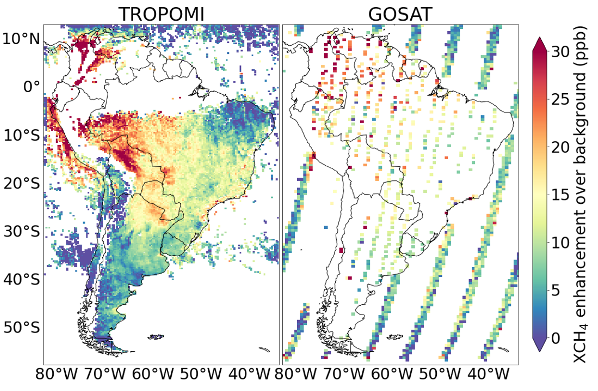 TROPOMI
GOSAT
10°N
0°
10°S
20°S
30°S
40°S
50°S
80°W 70°W 60°W 50°W 40°W
80°W 70°W 60°W 50°W 40°W
30
25
20
15
10
5
0
XCH₄ enhancement over background (ppb)